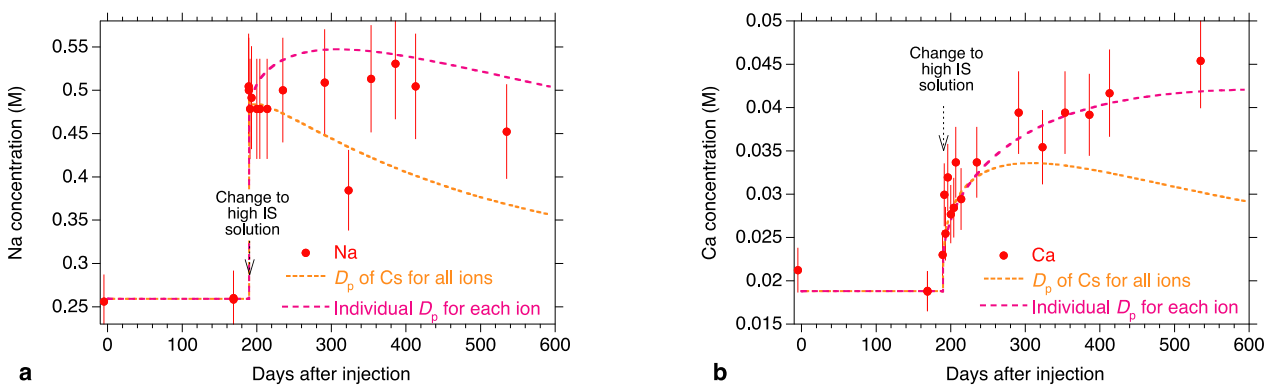 Na concentration (M)
0.55
0.5
0.45
0.4
0.35
0.3
0.25
Change to
high IS
solution
Na
Dp of Cs for all ions
Individual Dp for each ion
0 100 200 300 400 500 600
Days after injection
a
Ca concentration (M)
0.05
0.045
0.04
0.035
0.03
0.025
0.02
0.015
Change to
high IS
solution
Ca
Dp of Cs for all ions
Individual Dp for each ion
0 100 200 300 400 500 600
Days after injection
b